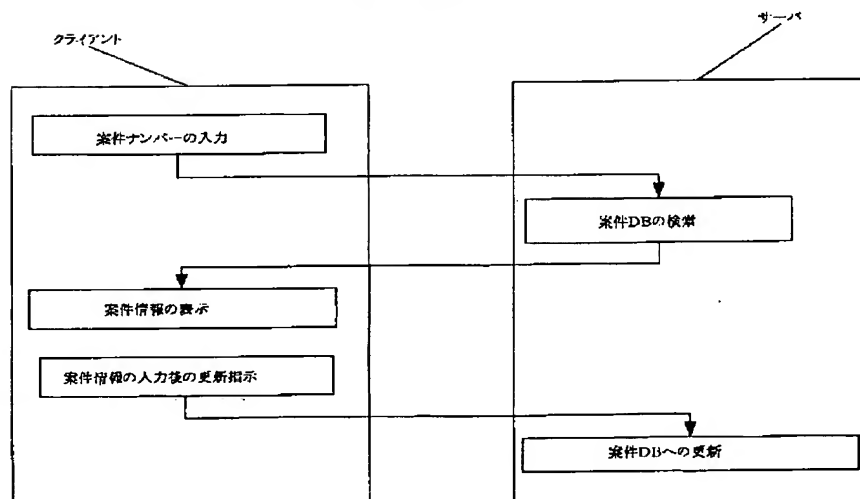 クライアント
サーバ
案件ナンバーの入力
案件DBの検索
案件情報の表示
案件情報の入力後の更新指示
案件DBへの更新